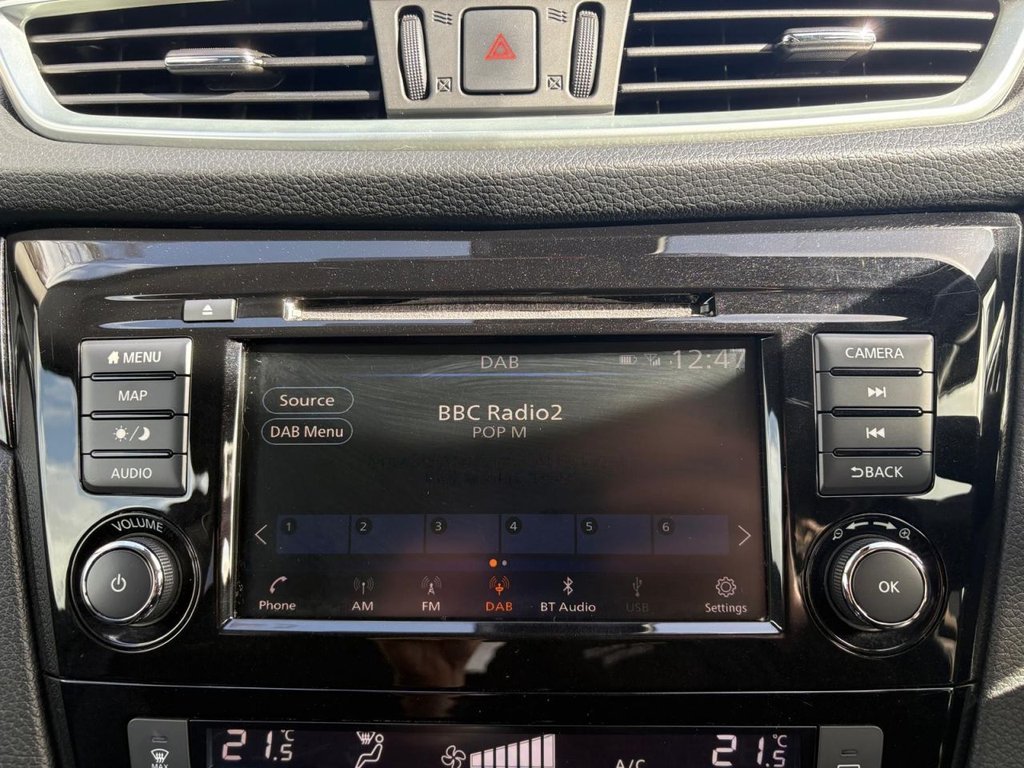 DAB 12:47
MENU
MAP
AUDIO
VOLUME
Source
DAB Menu
BBC Radio2
POP M
1 2 3 4 5 6
Phone AM FM DAB BT Audio USB Settings
CAMERA
BACK
OK
21.5°C A/C 21.5°C
MAX